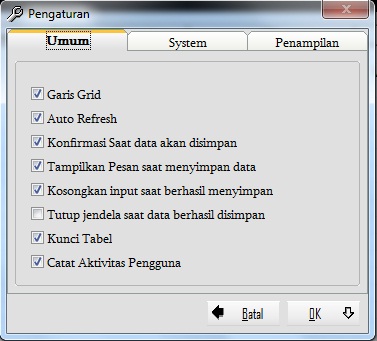 Pengaturan
Umum System Penampilan
Garis Grid
Auto Refresh
Konfirmasi Saat data akan disimpan
Tampilkan Pesan saat menyimpan data
Kosongkan input saat berhasil menyimpan
Tutup jendela saat data berhasil disimpan
Kunci Tabel
Catat Aktivitas Pengguna
Batal OK